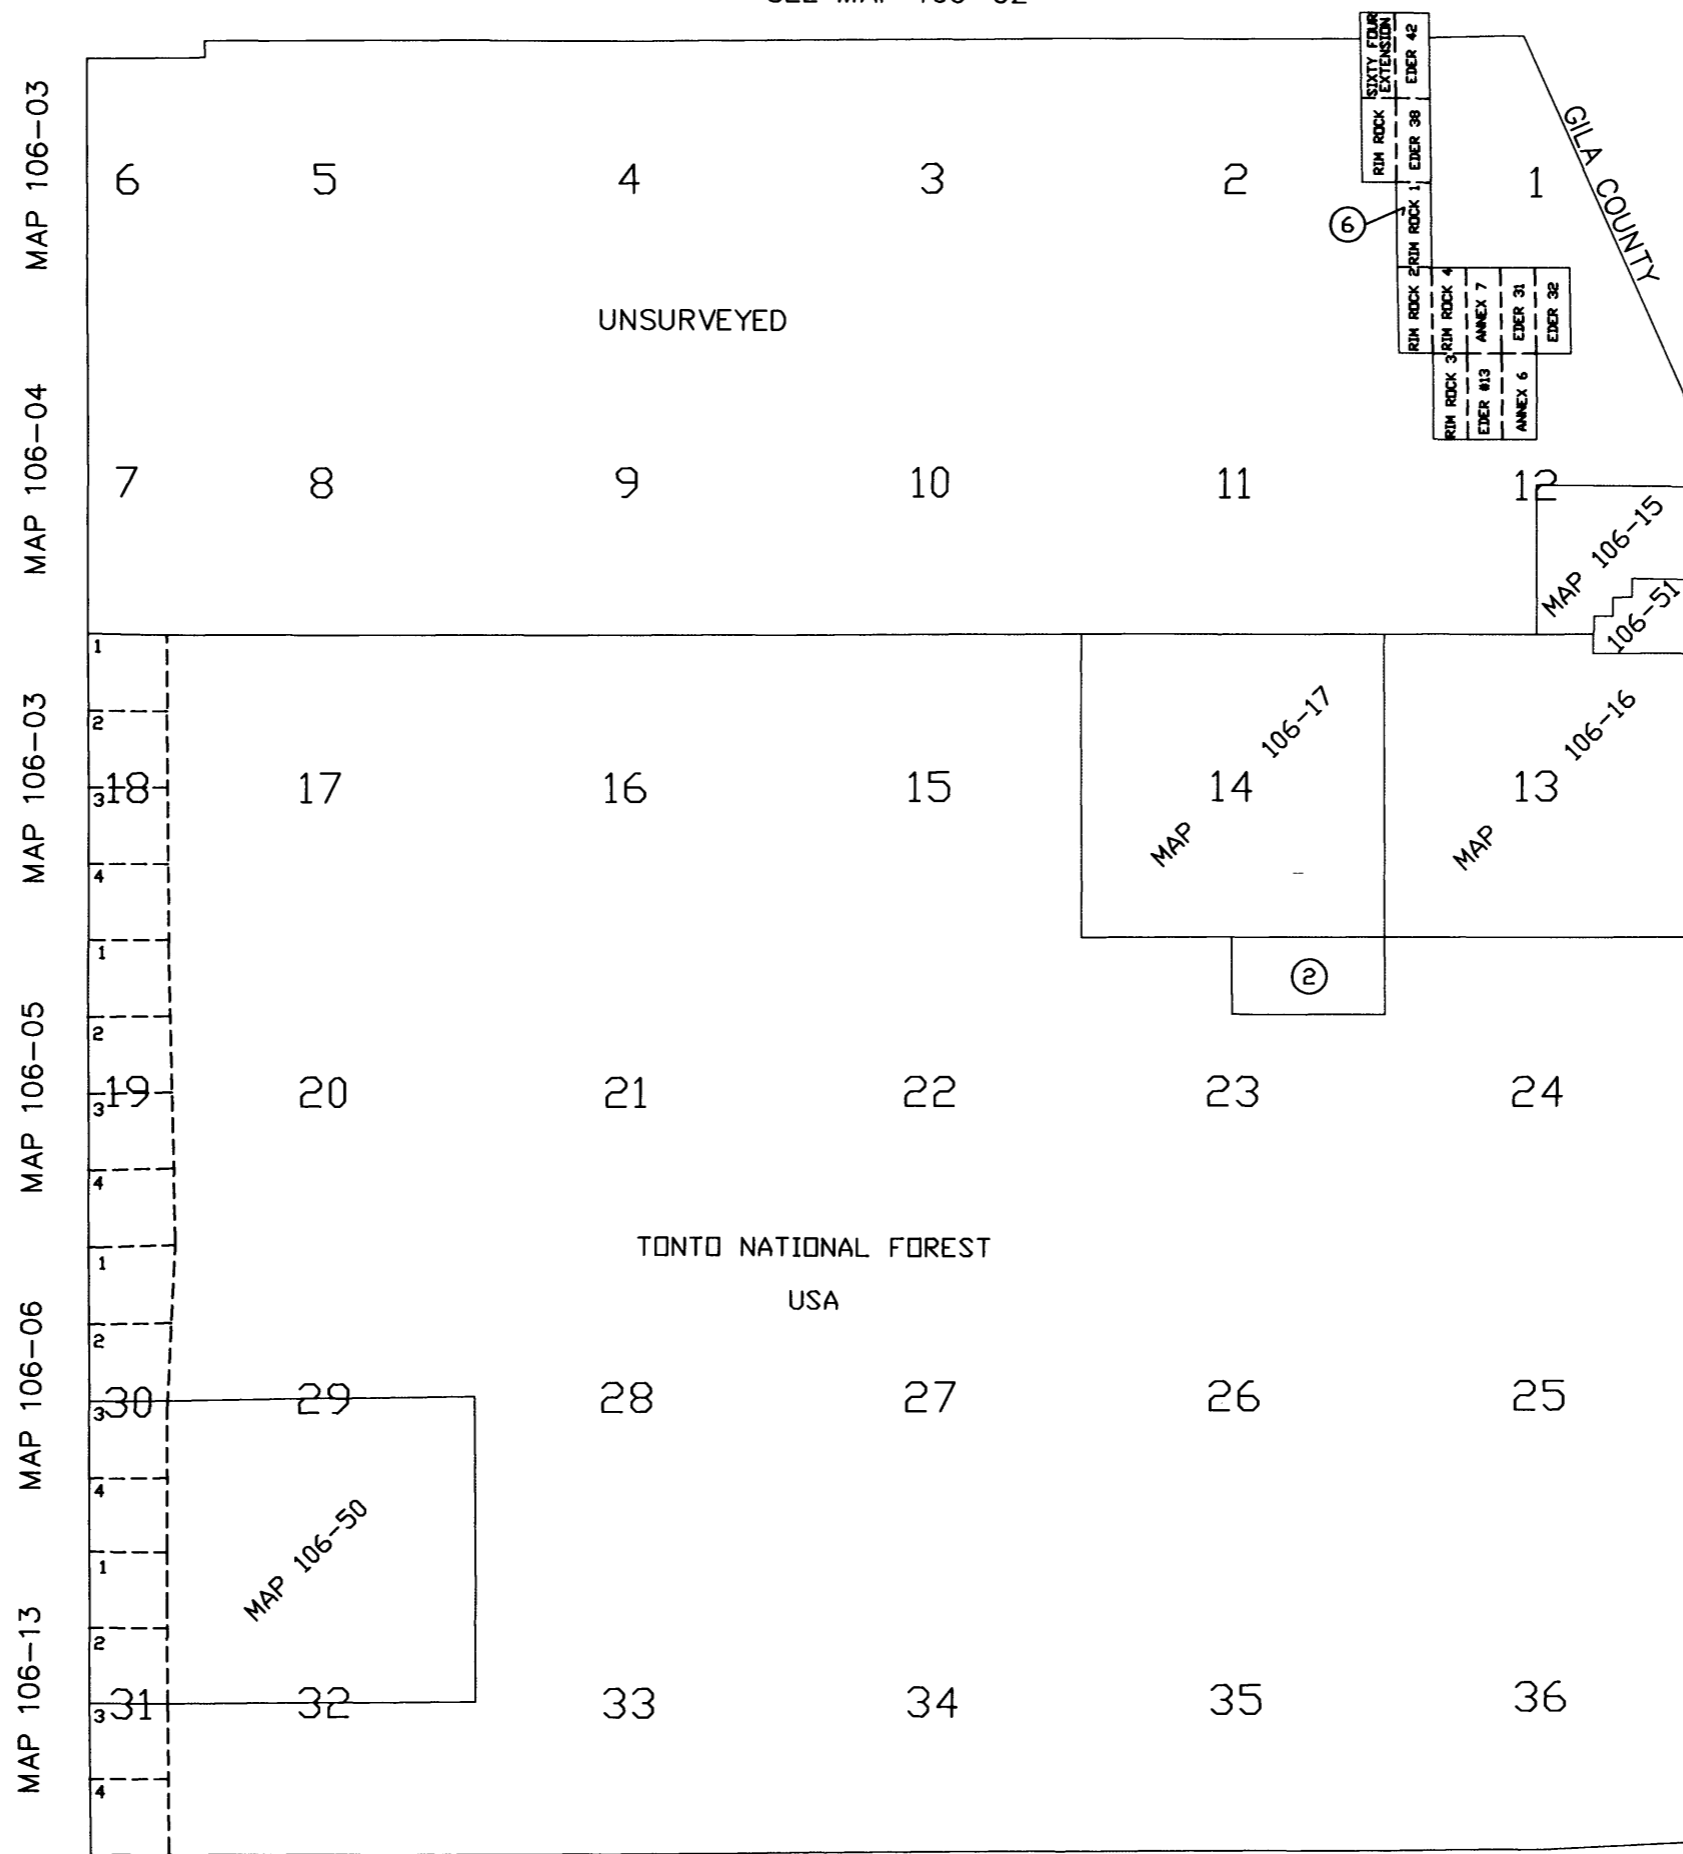 MAP 106-03
SIXTY FOUR
EXTENSION
EDER 42
RIM ROCK
EDER 38
GILA COUNTY
6
5
4
3
2
1
6
RIM ROCK 1
UNSURVEYED
RIM ROCK 2
RIM ROCK 4
ANNEX 7
EDER 31
EDER 32
RIM ROCK 3
EDER #13
ANNEX 6
MAP 106-04
7
8
9
10
11
12
MAP 106-15
106-51
1
2
MAP 106-03
3
18
17
16
15
14
MAP 106-17
13
MAP 106-16
4
1
2
MAP 106-05
2
3
19
20
21
22
23
24
4
TONTO NATIONAL FOREST
USA
1
2
MAP 106-06
3
30
29
28
27
26
25
4
MAP 106-50
1
2
MAP 106-13
3
31
32
33
34
35
36
4